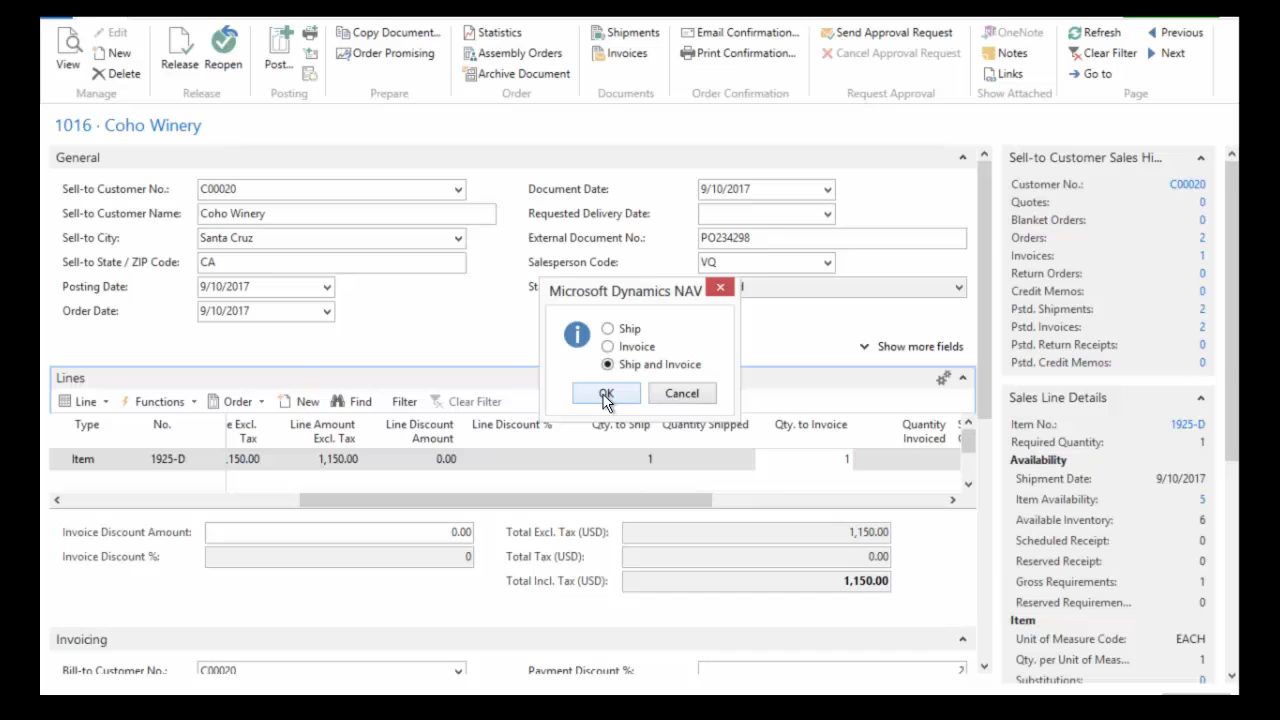 Edit
Copy Document...
Statistics
Shipments
Email Confirmation...
Send Approval Request
OneNote
Refresh
Previous
New
Order Promising
Assembly Orders
Invoices
Print Confirmation...
Cancel Approval Request
Notes
Clear Filter
Next
View
Delete
Release
Reopen
Post...
Archive Document
Links
Go to
Manage
Release
Posting
Prepare
Order
Documents
Order Confirmation
Request Approval
Show Attached
Page
1016 · Coho Winery
General
Sell-to Customer No.: C00020
Document Date: 9/10/2017
Sell-to Customer Name: Coho Winery
Requested Delivery Date:
Sell-to City: Santa Cruz
External Document No.: PO234298
Sell-to State / ZIP Code: CA
Salesperson Code: VQ
Posting Date: 9/10/2017
Order Date: 9/10/2017
Show more fields
Microsoft Dynamics NAV
Ship
Invoice
Ship and Invoice
OK
Cancel
Lines
Line
Functions
Order
New
Find
Filter
Clear Filter
Type
No.
e Excl. Tax
Line Amount Excl. Tax
Line Discount Amount
Line Discount %
Qty. to Ship
Quantity Shipped
Qty. to Invoice
Quantity Invoiced
Item
1925-D
,150.00
1,150.00
0.00
1
1
Invoice Discount Amount: 0.00
Total Excl. Tax (USD): 1,150.00
Invoice Discount %: 0
Total Tax (USD): 0.00
Total Incl. Tax (USD): 1,150.00
Invoicing
Bill-to Customer No.: C00020
Payment Discount %: 2
Sell-to Customer Sales Hi...
Customer No.: C00020
Quotes: 0
Blanket Orders: 0
Orders: 2
Invoices: 1
Return Orders: 0
Credit Memos: 0
Pstd. Shipments: 2
Pstd. Invoices: 2
Pstd. Return Receipts: 0
Pstd. Credit Memos: 0
Sales Line Details
Item No.: 1925-D
Required Quantity: 1
Availability
Shipment Date: 9/10/2017
Item Availability: 5
Available Inventory: 6
Scheduled Receipt: 0
Reserved Receipt: 0
Gross Requirements: 1
Reserved Requiremen... 0
Item
Unit of Measure Code: EACH
Qty. per Unit of Meas... 1
Substitutions: 0